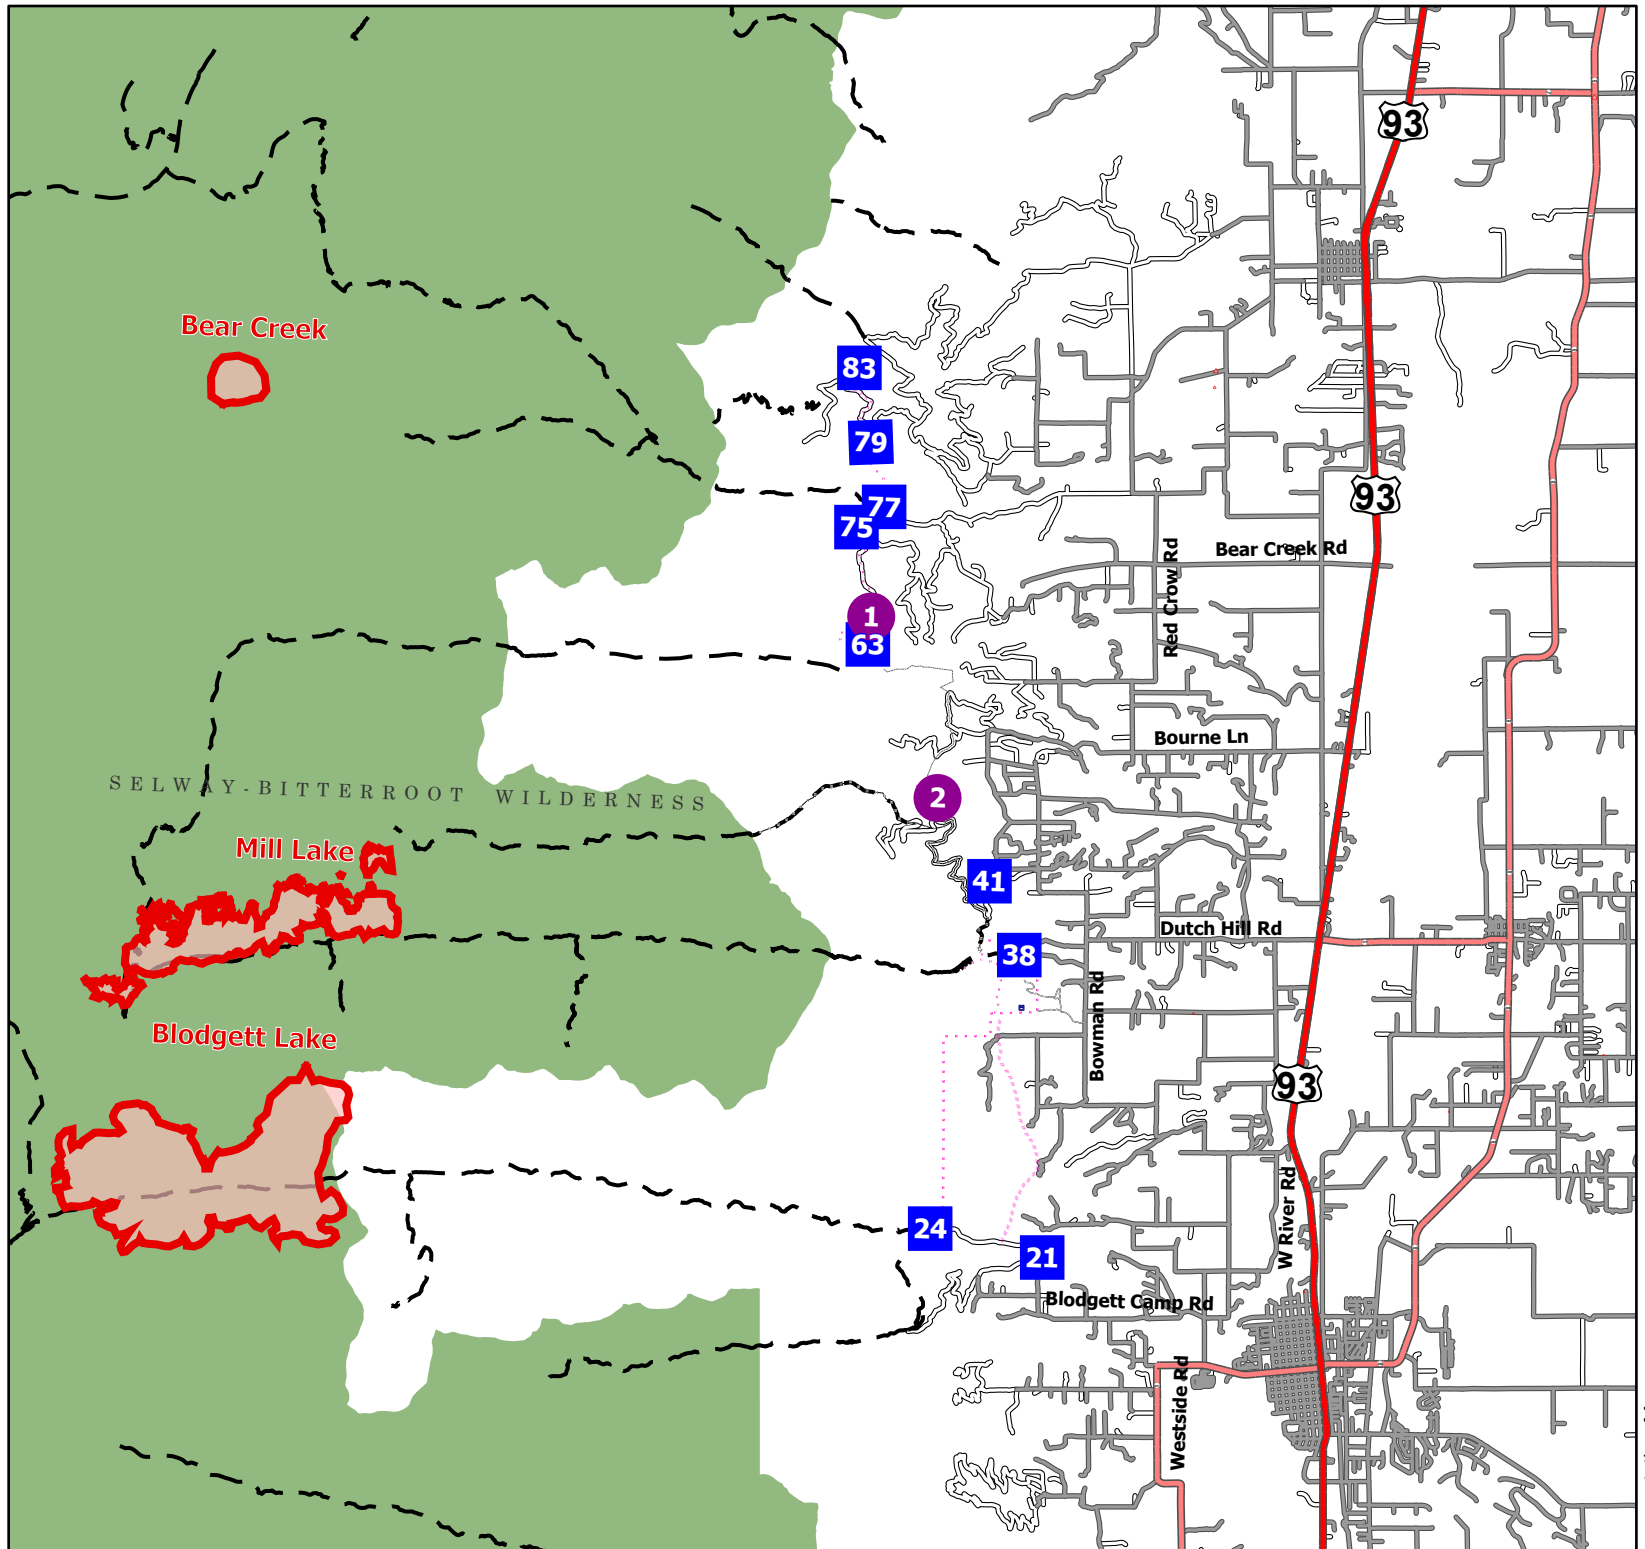 93
Bear Creek
83
79
93
77
75
Bear Creek Rd
Red Crow Rd
1
63
Bourne Ln
SELWAY-BITTERROOT WILDERNESS
2
Mill Lake
41
Dutch Hill Rd
38
Bowman Rd
Blodgett Lake
93
W River Rd
24
21
Blodgett Camp Rd
Westside Rd